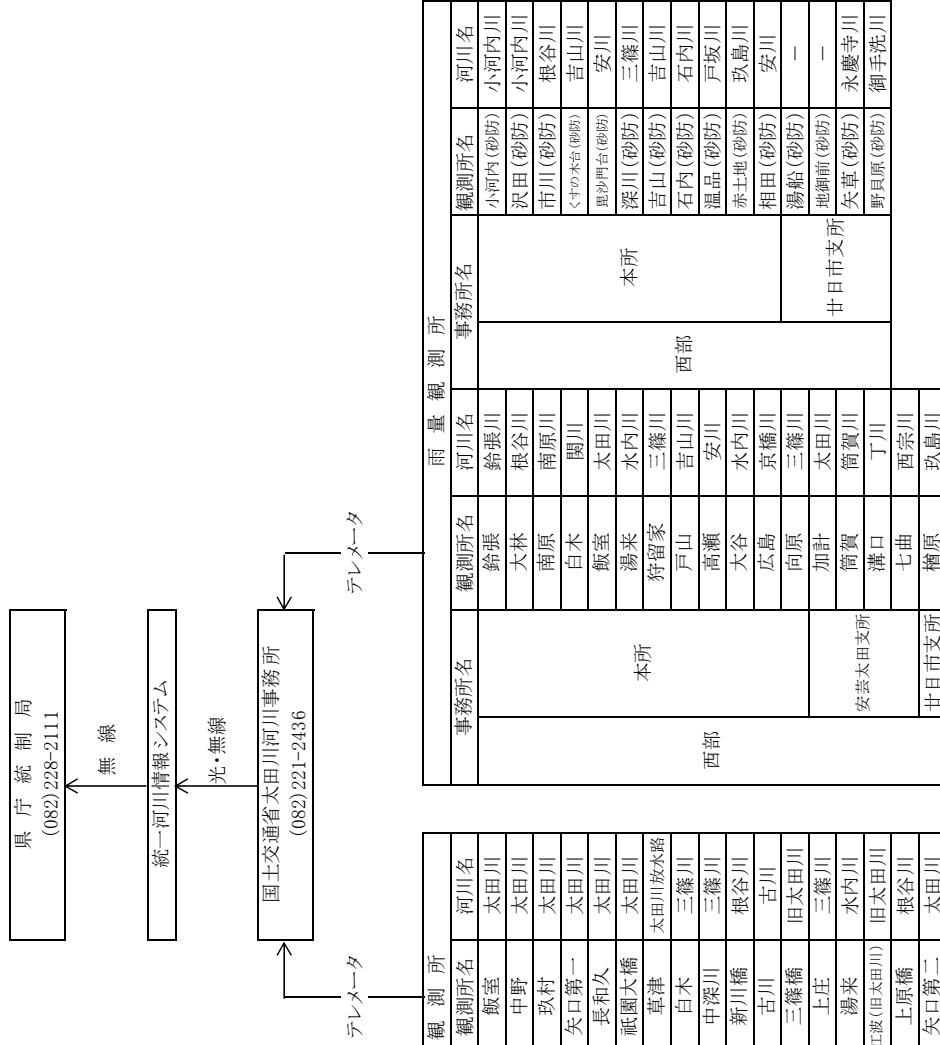 県庁統制局
(082)228-2111
無線
統一河川情報システム
光・無線
国土交通省太田川河川事務所
(082)221-2436
テレメータ
テレメータ
観測所
観測所名 河川名
飯室 太田川
中野 太田川
玖村 太田川
矢口第一 太田川
長和久 太田川
祇園大橋 太田川
草津 太田川放水路
白木 三篠川
中深川 三篠川
新川橋 根谷川
古川 古川
三篠橋 旧太田川
上庄 三篠川
湯来 水内川
江波(旧太田川) 旧太田川
上原橋 根谷川
矢口第二 太田川
雨量観測所
事務所名 観測所名 河川名 事務所名 観測所名 河川名
西部 本所 鈴張 鈴張川 西部 本所 小河内(砂防) 小河内川
大林 根谷川 沢田(砂防) 小河内川
南原 南原川 市川(砂防) 根谷川
白木 関川 くすの木台(砂防) 吉山川
飯室 太田川 毘沙門台(砂防) 安川
湯来 水内川 深川(砂防) 三篠川
狩留家 三篠川 吉山(砂防) 吉山川
戸山 吉山川 石内(砂防) 石内川
高瀬 安川 温品(砂防) 戸坂川
大谷 水内川 赤土地(砂防) 玖島川
広島 京橋川 相田(砂防) 安川
向原 三篠川 廿日市支所 湯船(砂防) ―
安芸太田支所 加計 太田川 地御前(砂防) ―
筒賀 筒賀川 矢草(砂防) 永慶寺川
溝口 丁川 野貝原(砂防) 御手洗川
七曲 西宗川
廿日市支所 楢原 玖島川